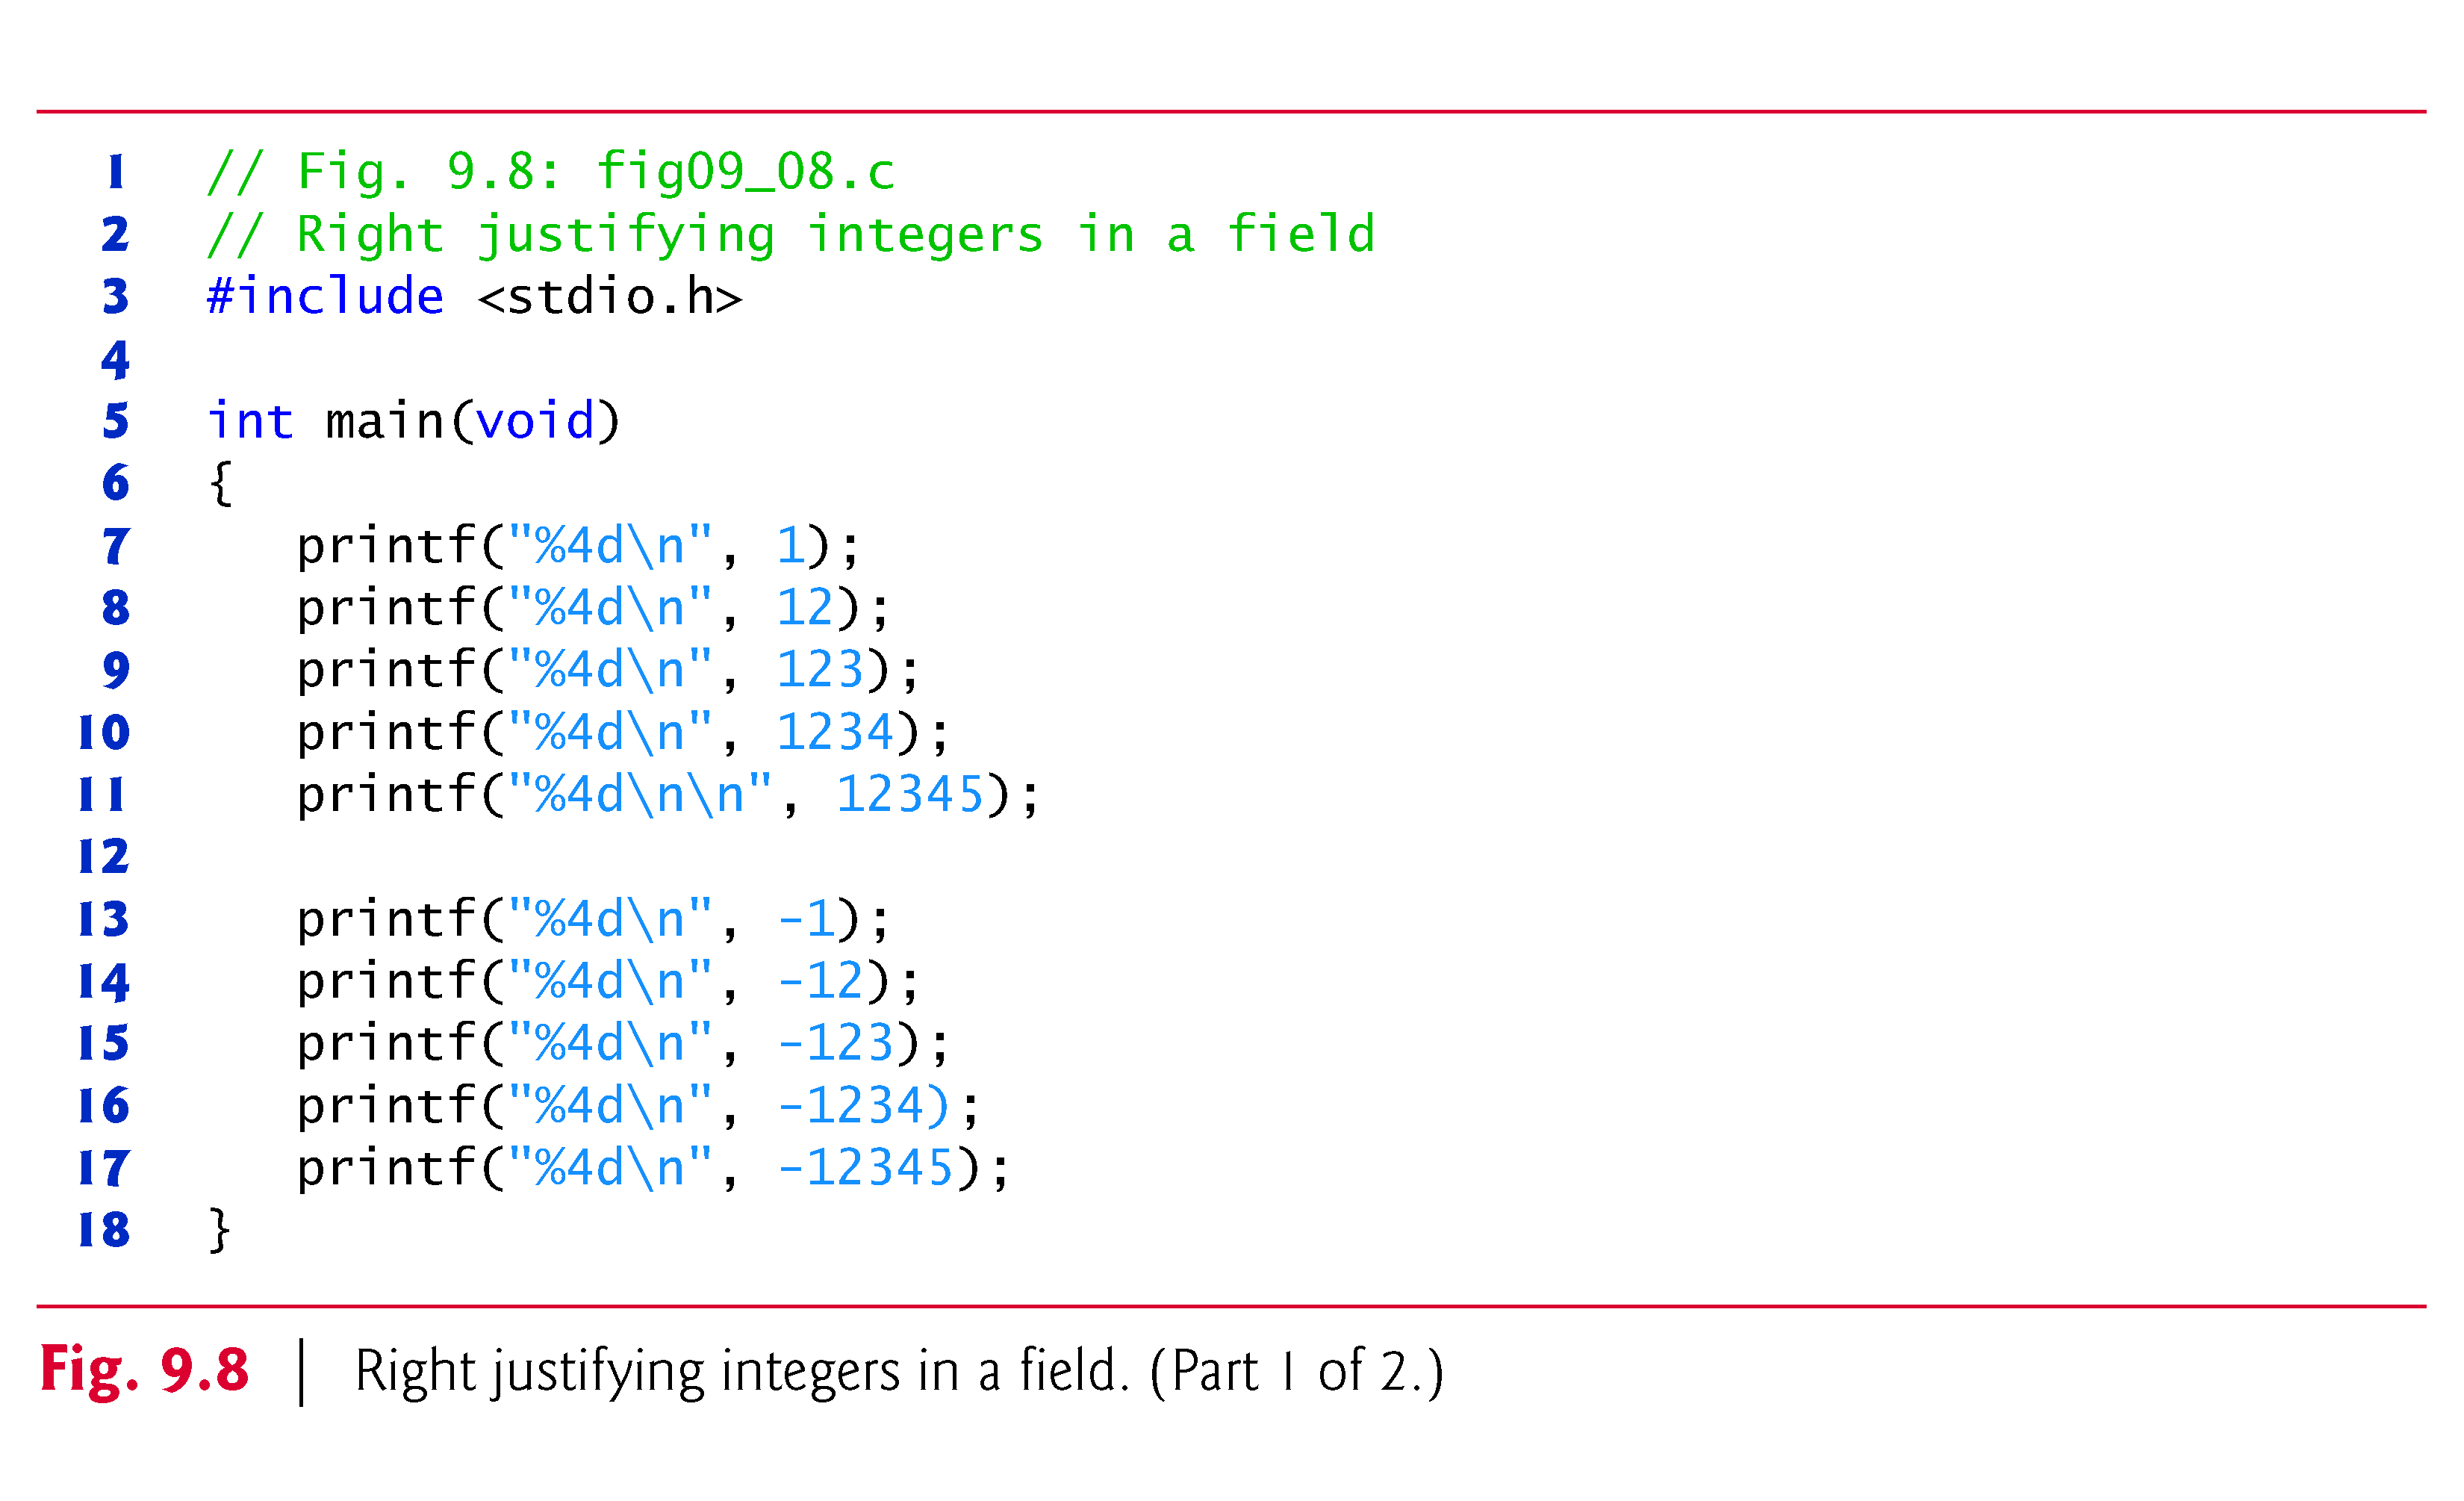 1 // Fig. 9.8: fig09_08.c
2 // Right justifying integers in a field
3 #include <stdio.h>
4
5 int main(void)
6 {
7    printf("%4d\n", 1);
8    printf("%4d\n", 12);
9    printf("%4d\n", 123);
10    printf("%4d\n", 1234);
11    printf("%4d\n\n", 12345);
12
13    printf("%4d\n", -1);
14    printf("%4d\n", -12);
15    printf("%4d\n", -123);
16    printf("%4d\n", -1234);
17    printf("%4d\n", -12345);
18 }
Fig. 9.8 | Right justifying integers in a field. (Part 1 of 2.)